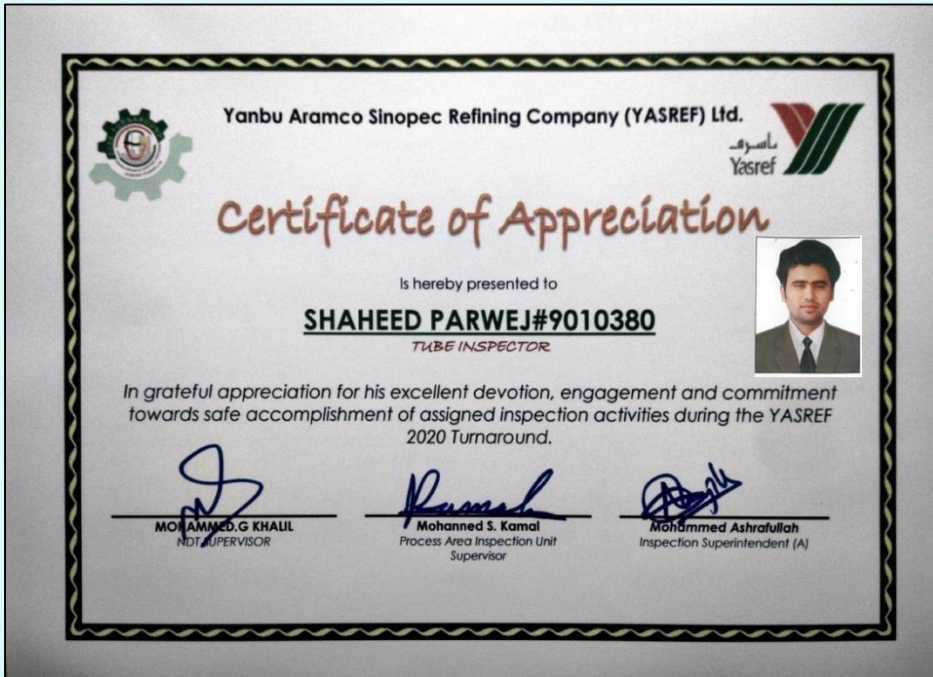 Yanbu Aramco Sinopec Refining Company (YASREF) Ltd.
ياسرف
Yasref
Certificate of Appreciation
Is hereby presented to
SHAHEED PARWEJ#9010380
TUBE INSPECTOR
In grateful appreciation for his excellent devotion, engagement and commitment
towards safe accomplishment of assigned inspection activities during the YASREF
2020 Turnaround.
MOHAMMED.G KHALIL
NDT SUPERVISOR
Mohanned S. Kamal
Process Area Inspection Unit
Supervisor
Mohammed Ashrafullah
Inspection Superintendent (A)